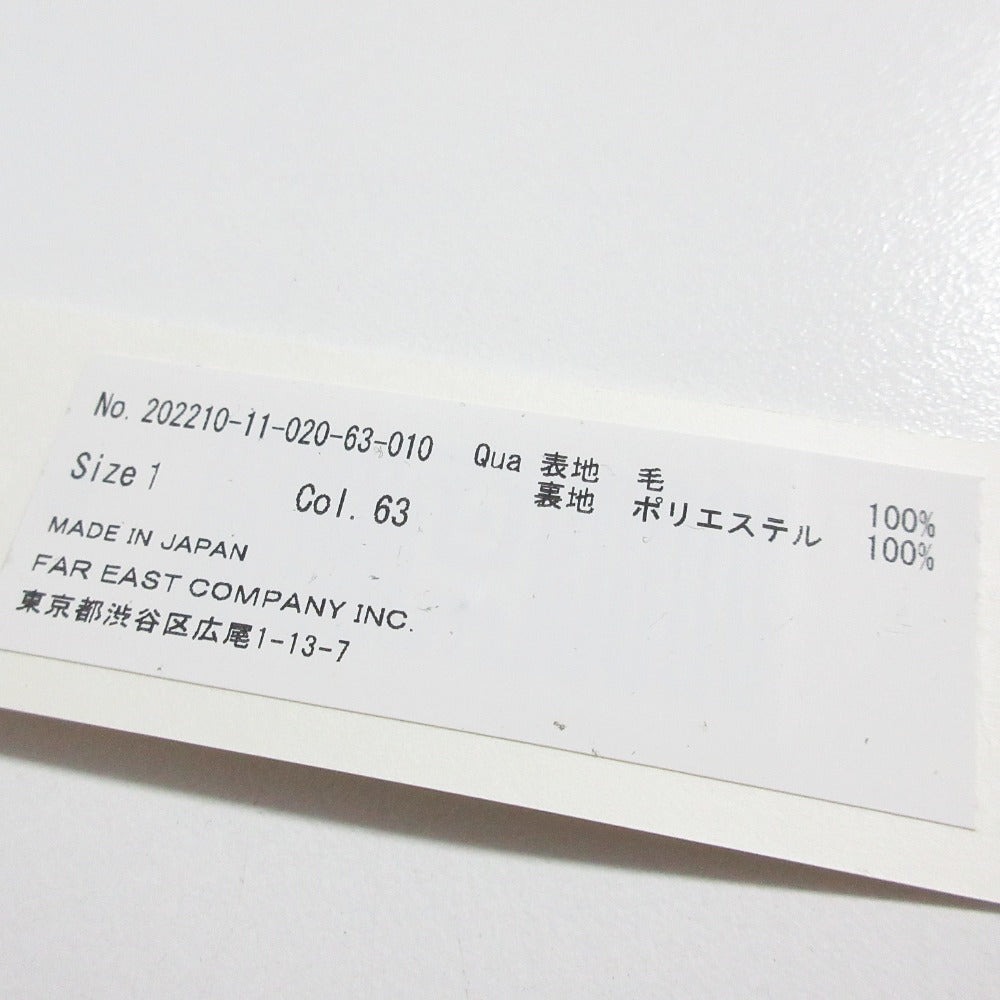 No. 202210-11-020-63-010
Size 1 Col. 63
MADE IN JAPAN
FAR EAST COMPANY INC.
東京都渋谷区広尾1-13-7
Qua 表地 毛 100%
裏地 ポリエステル 100%